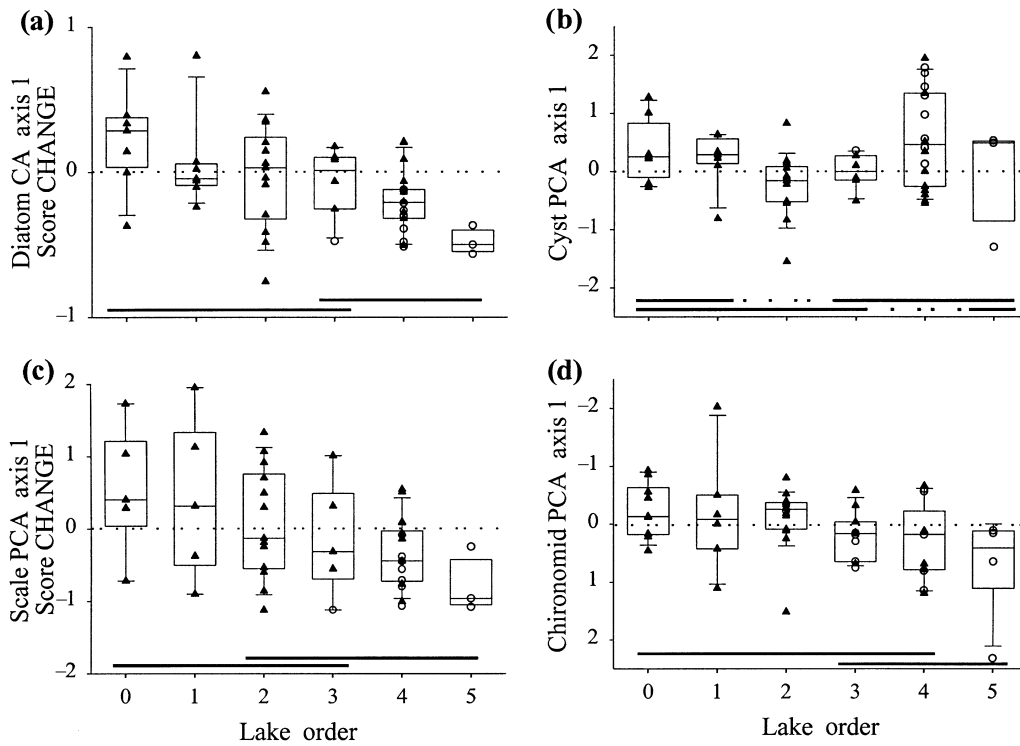 (a)
1
0
−1
Diatom CA axis 1
Score CHANGE
(b)
2
1
0
−1
−2
Cyst PCA axis 1
(c)
2
1
0
−1
−2
Scale PCA axis 1
Score CHANGE
0 1 2 3 4 5
Lake order
(d)
−2
−1
0
1
2
Chironomid PCA axis 1
0 1 2 3 4 5
Lake order